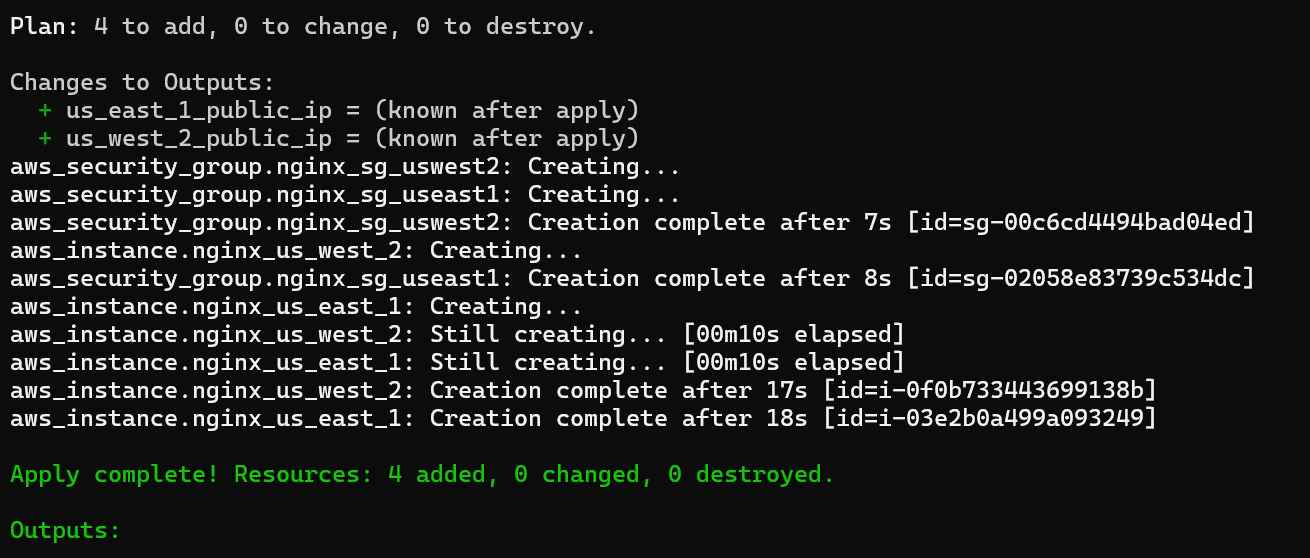 Plan: 4 to add, 0 to change, 0 to destroy.
Changes to Outputs:
+ us_east_1_public_ip = (known after apply)
+ us_west_2_public_ip = (known after apply)
aws_security_group.nginx_sg_uswest2: Creating...
aws_security_group.nginx_sg_useast1: Creating...
aws_security_group.nginx_sg_uswest2: Creation complete after 7s [id=sg-00c6cd4494bad04ed]
aws_instance.nginx_us_west_2: Creating...
aws_security_group.nginx_sg_useast1: Creation complete after 8s [id=sg-02058e83739c534dc]
aws_instance.nginx_us_east_1: Creating...
aws_instance.nginx_us_west_2: Still creating... [00m10s elapsed]
aws_instance.nginx_us_east_1: Still creating... [00m10s elapsed]
aws_instance.nginx_us_west_2: Creation complete after 17s [id=i-0f0b733443699138b]
aws_instance.nginx_us_east_1: Creation complete after 18s [id=i-03e2b0a499a093249]
Apply complete! Resources: 4 added, 0 changed, 0 destroyed.
Outputs: